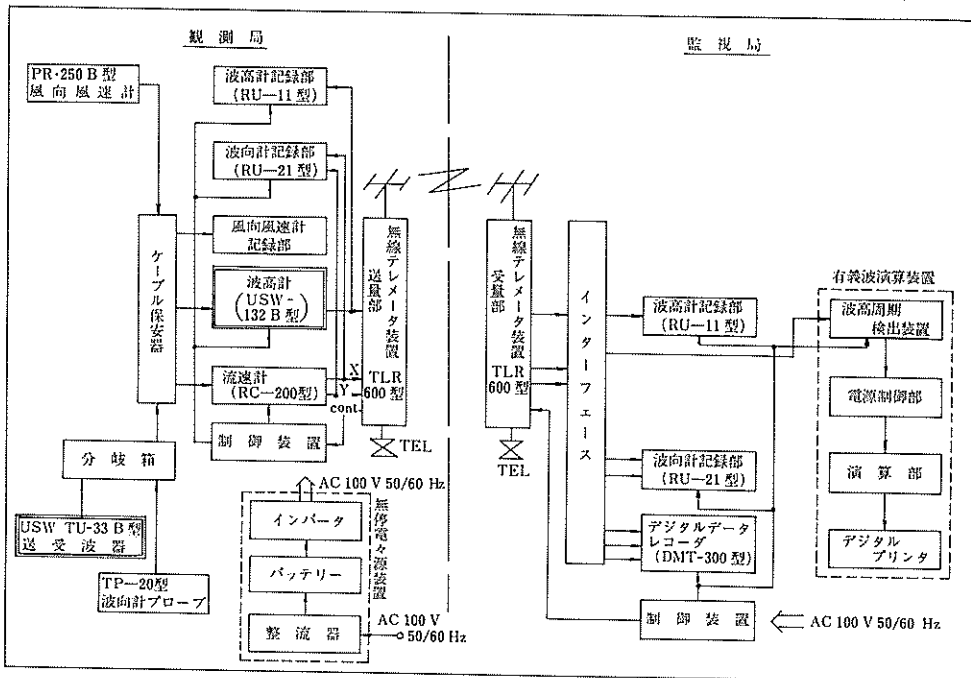 観測局
PR・250B型
風向風速計
波高計記録部
(RU—11型)
波向計記録部
(RU—21型)
風向風速計
記録部
ケーブル保安器
波高計
(USW-
132B型)
流速計
(RC—200型)
制御装置
X
Y
cont.
無線テレメータ装置
送量部
TLR
600型
TEL
分岐箱
USW TU-33B型
送受波器
TP—20型
波向計プローブ
AC 100 V 50/60 Hz
インバータ
バッテリー
整流器
無停電々源装置
AC 100 V
50/60 Hz
監視局
無線テレメータ装置
受量部
TLR
600型
TEL
インターフェース
波高計記録部
(RU—11型)
波向計記録部
(RU—21型)
デジタルデータ
レコーダ
(DMT-300型)
制御装置
AC 100 V 50/60 Hz
有義波演算装置
波高周期
検出装置
電源制御部
演算部
デジタル
プリンタ